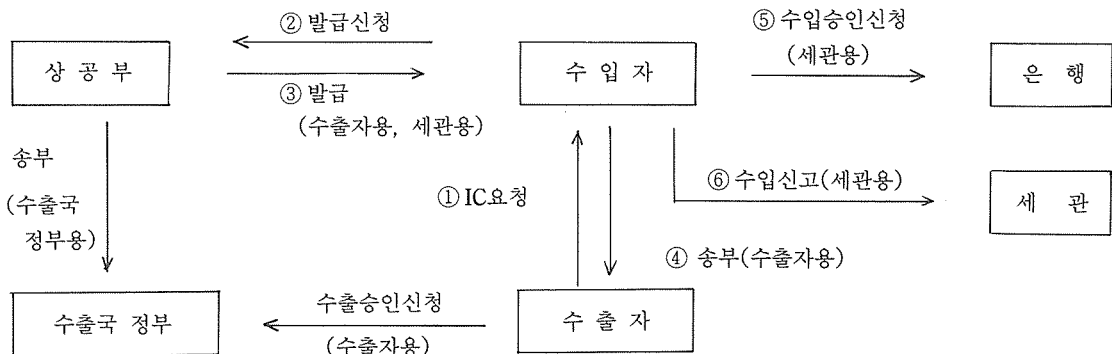 ② 발급신청
⑤ 수입승인신청
(세관용)
상 공 부
수 입 자
은 행
③ 발급
(수출자용, 세관용)
송부
(수출국
정부용)
① IC요청
⑥ 수입신고(세관용)
세 관
④ 송부(수출자용)
수출국 정부
수출승인신청
(수출자용)
수 출 자